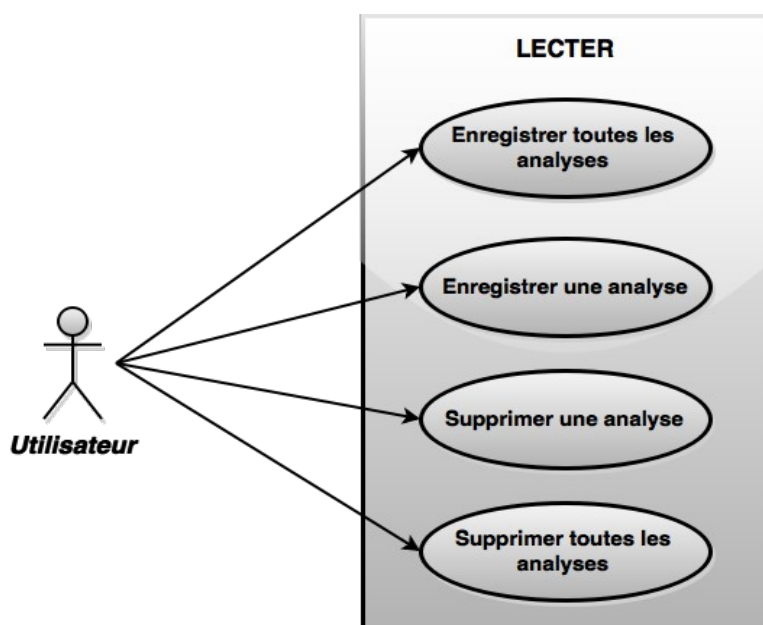 LECTER
Enregistrer toutes les
analyses
Enregistrer une analyse
Supprimer une analyse
Utilisateur
Supprimer toutes les
analyses